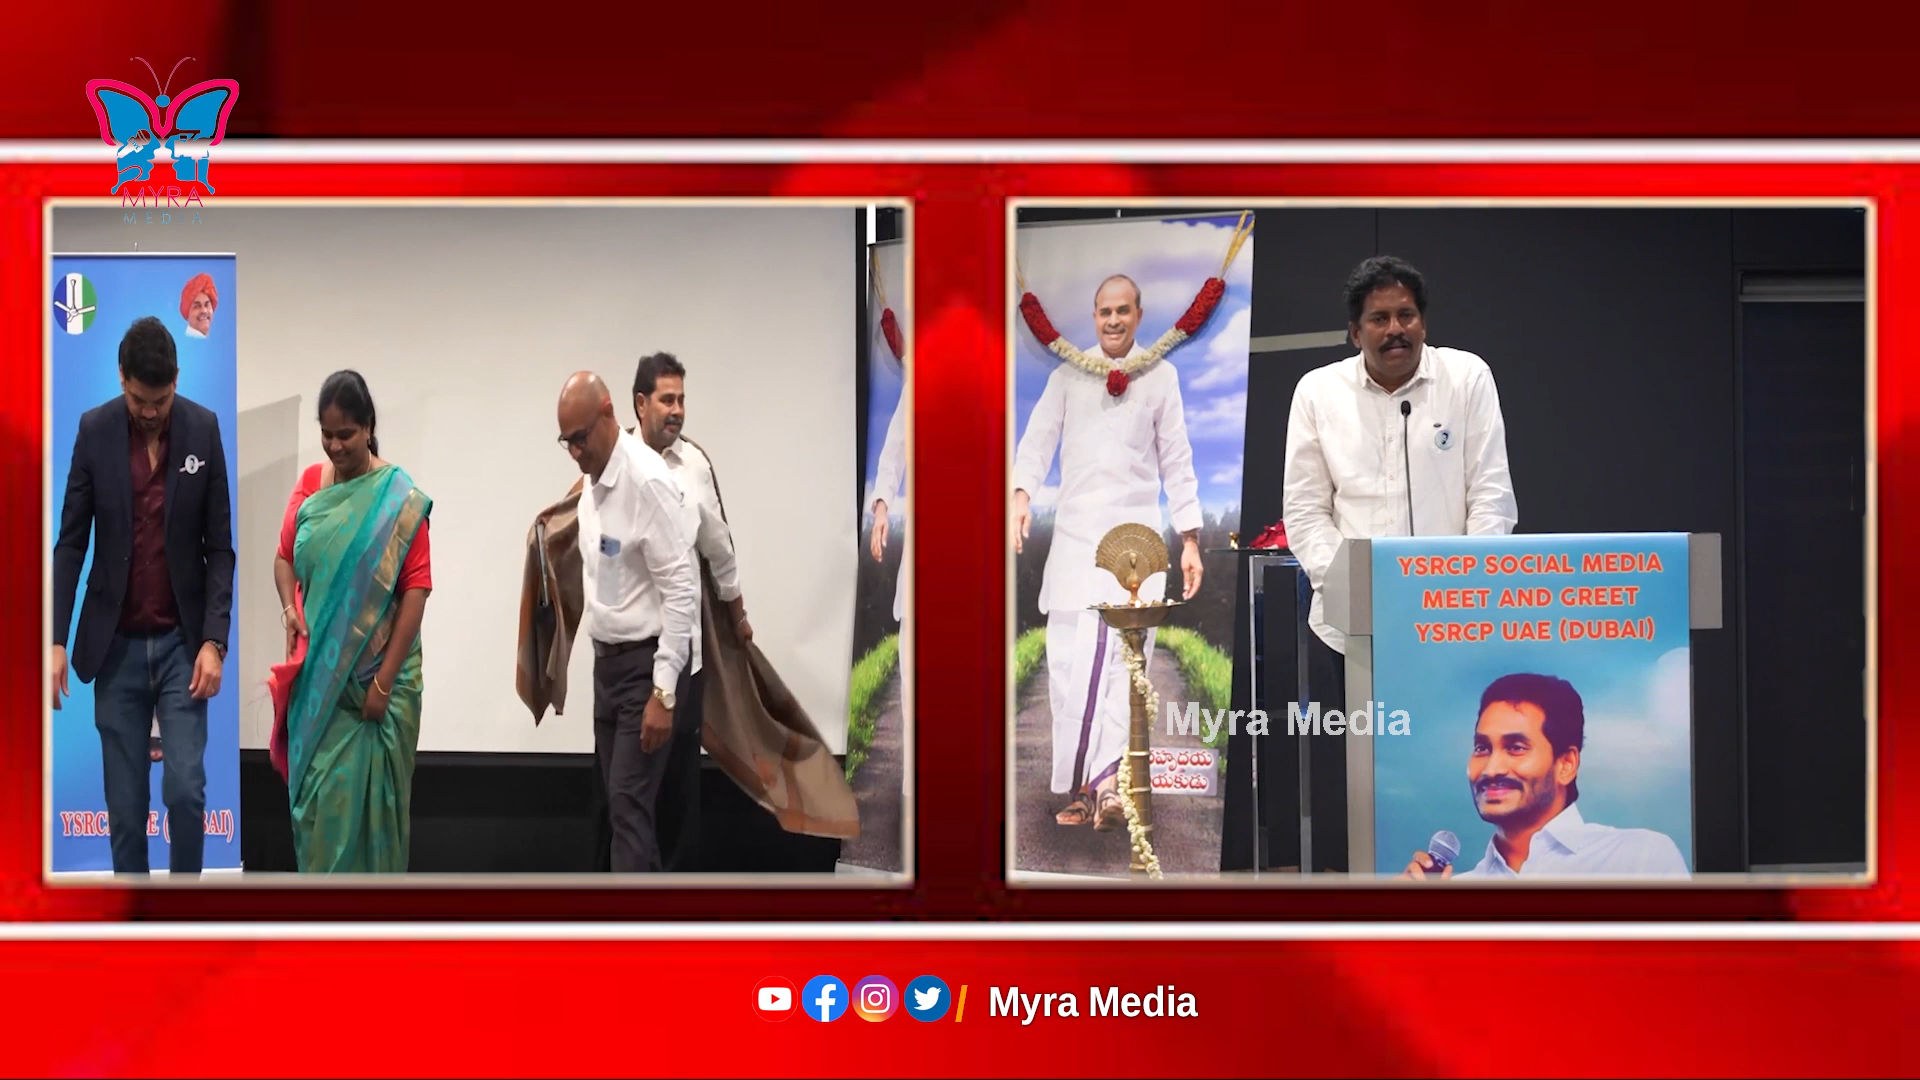 MYRA
MEDIA
YSRCP SOCIAL MEDIA
MEET AND GREET
YSRCP UAE (DUBAI)
Myra Media
Myra Media